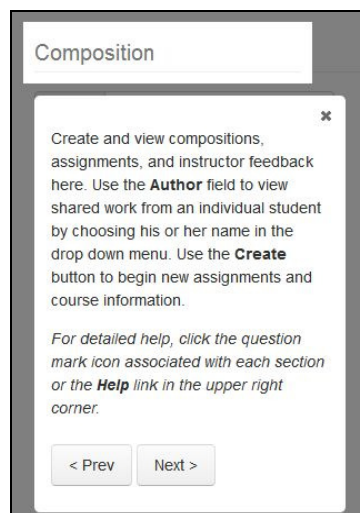 Composition
×
Create and view compositions,
assignments, and instructor feedback
here. Use the Author field to view
shared work from an individual student
by choosing his or her name in the
drop down menu. Use the Create
button to begin new assignments and
course information.
For detailed help, click the question
mark icon associated with each section
or the Help link in the upper right
corner.
< Prev
Next >